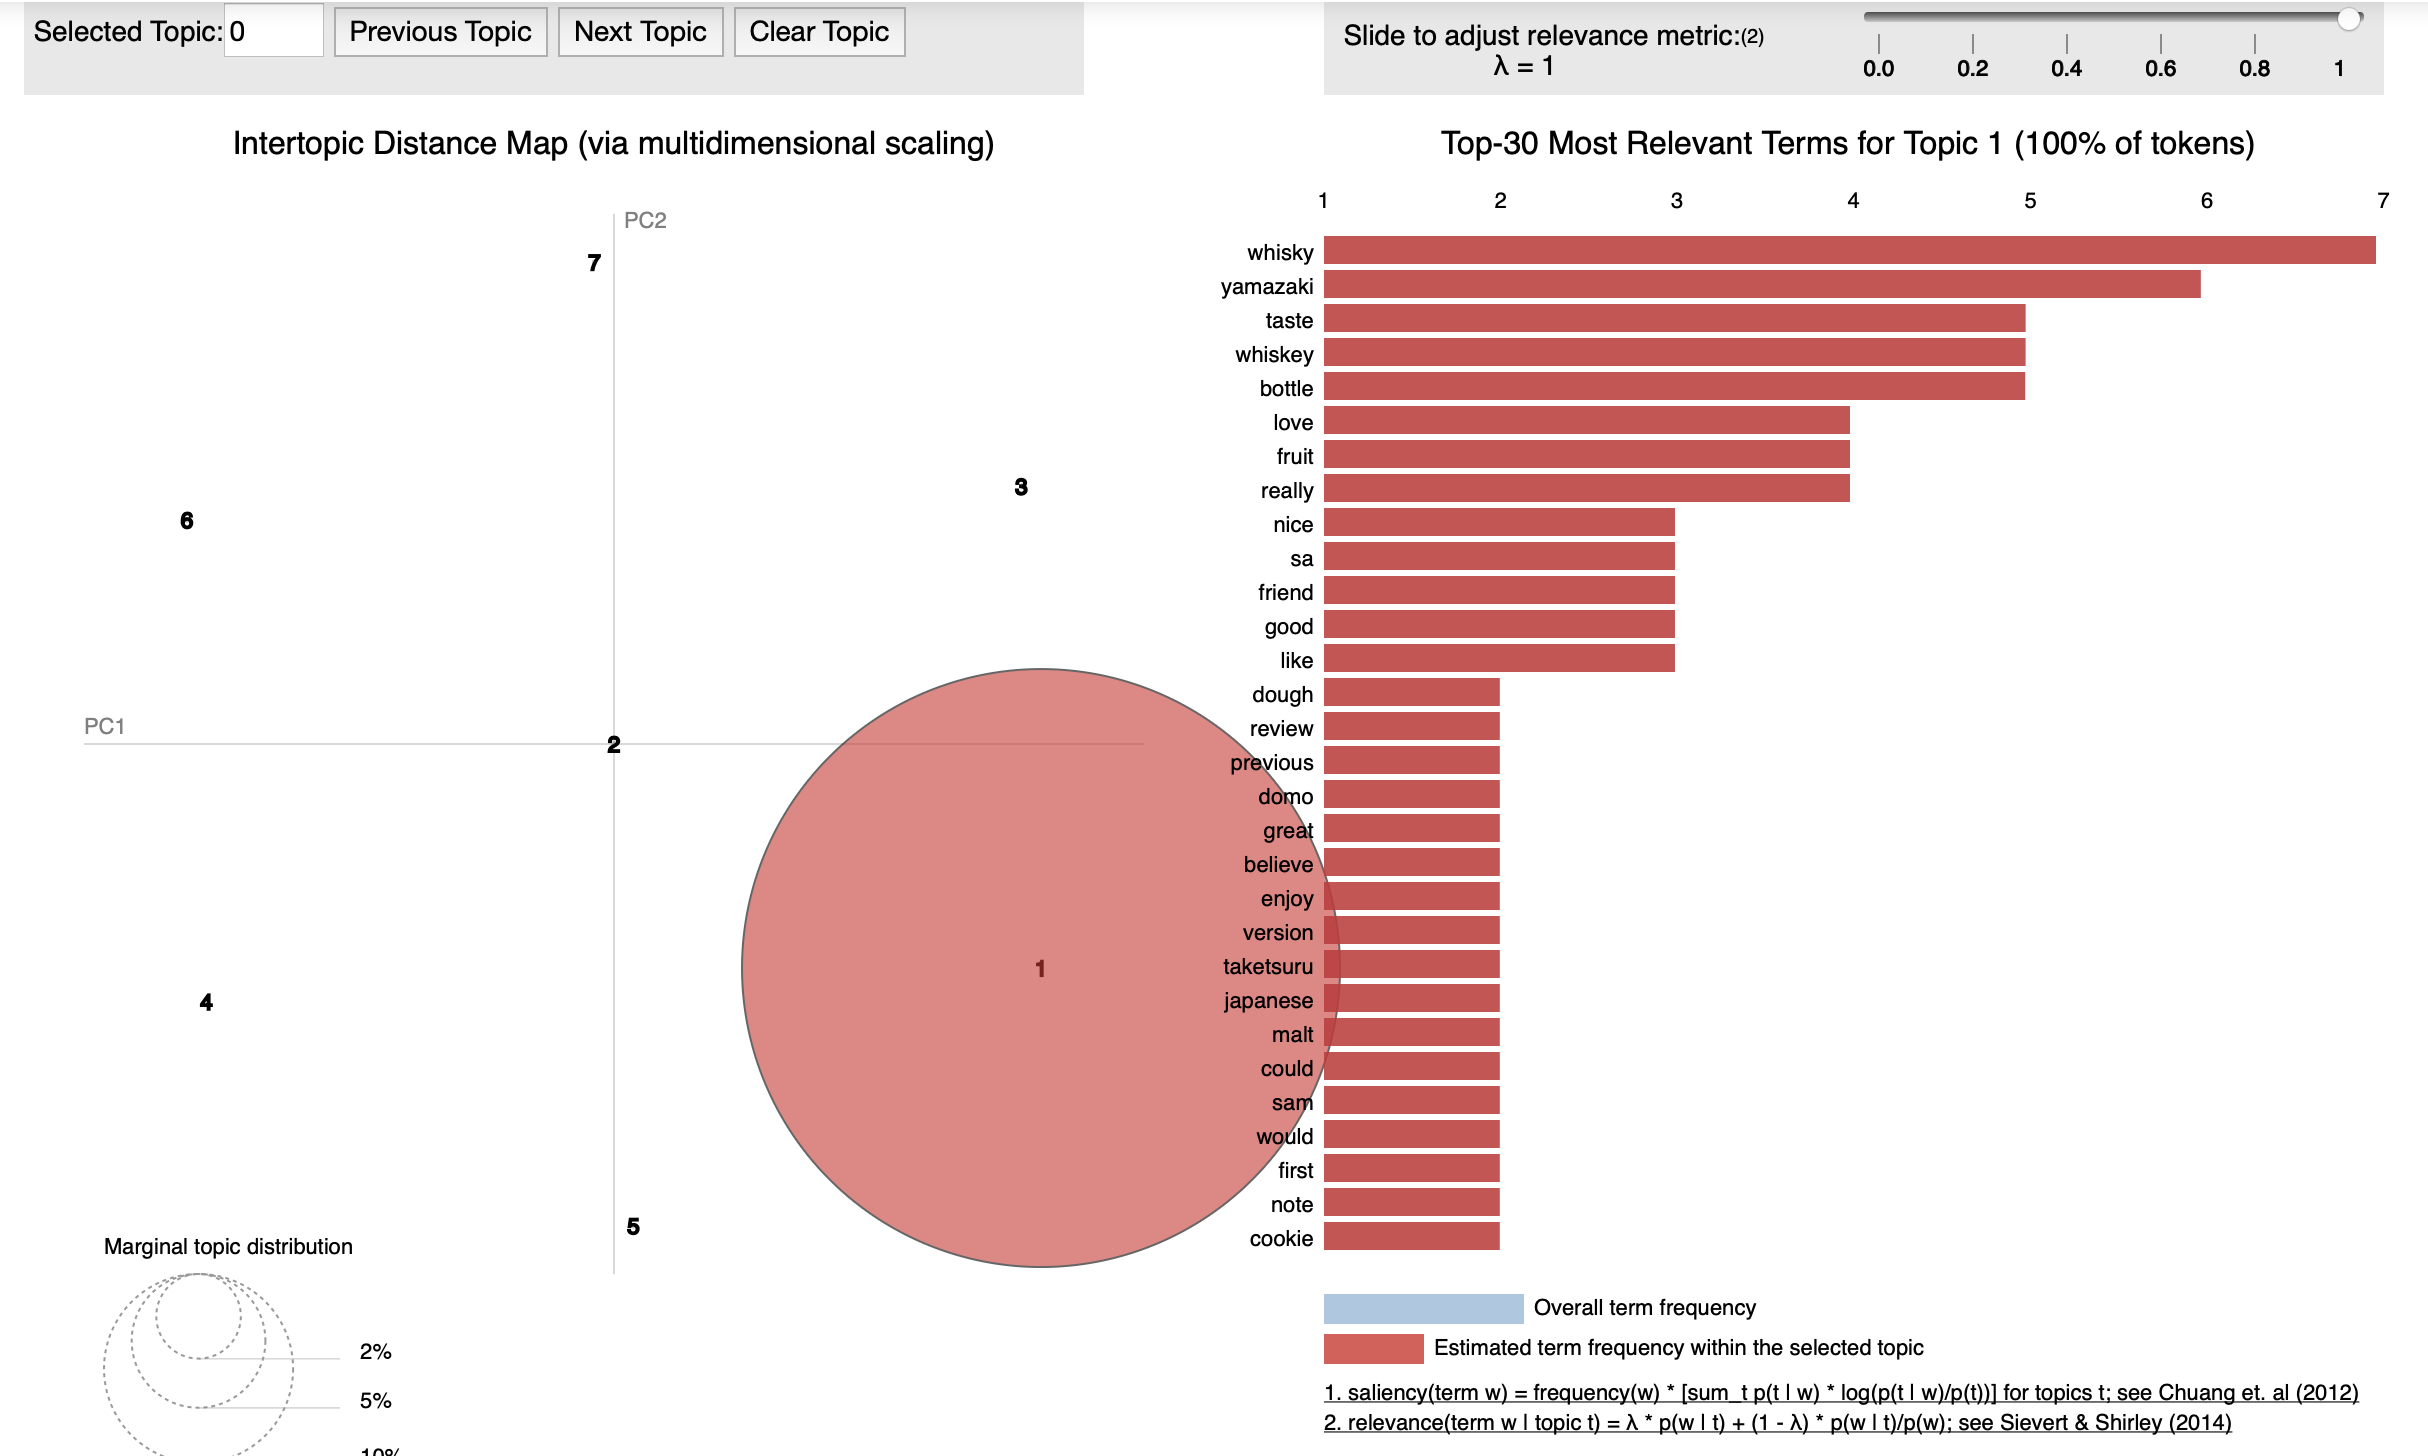 Selected Topic: 0 Previous Topic Next Topic Clear Topic
Slide to adjust relevance metric:(2)
λ = 1
0.0 0.2 0.4 0.6 0.8 1
Intertopic Distance Map (via multidimensional scaling)
PC2
7
3
6
PC1
2
1
4
5
Marginal topic distribution
2%
5%
10%
Top-30 Most Relevant Terms for Topic 1 (100% of tokens)
1 2 3 4 5 6 7
whisky
yamazaki
taste
whiskey
bottle
love
fruit
really
nice
sa
friend
good
like
dough
review
previous
domo
great
believe
enjoy
version
taketsuru
japanese
malt
could
sam
would
first
note
cookie
Overall term frequency
Estimated term frequency within the selected topic
1. saliency(term w) = frequency(w) * [sum_t p(t | w) * log(p(t | w)/p(t))] for topics t; see Chuang et. al (2012)
2. relevance(term w | topic t) = λ * p(w | t) + (1 - λ) * p(w | t)/p(w); see Sievert & Shirley (2014)